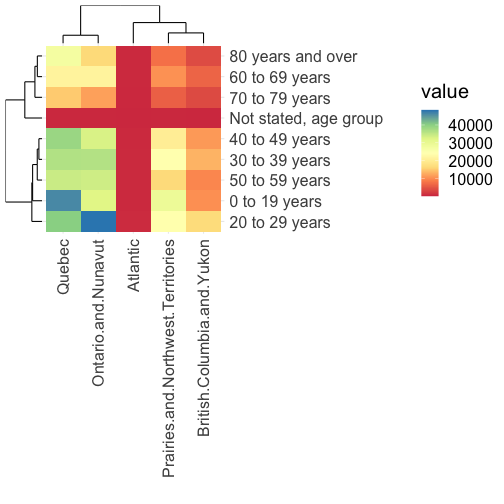 80 years and over
60 to 69 years
70 to 79 years
Not stated, age group
40 to 49 years
30 to 39 years
50 to 59 years
0 to 19 years
20 to 29 years
Quebec
Ontario.and.Nunavut
Atlantic
Prairies.and.Northwest.Territories
British.Columbia.and.Yukon
value
40000
30000
20000
10000